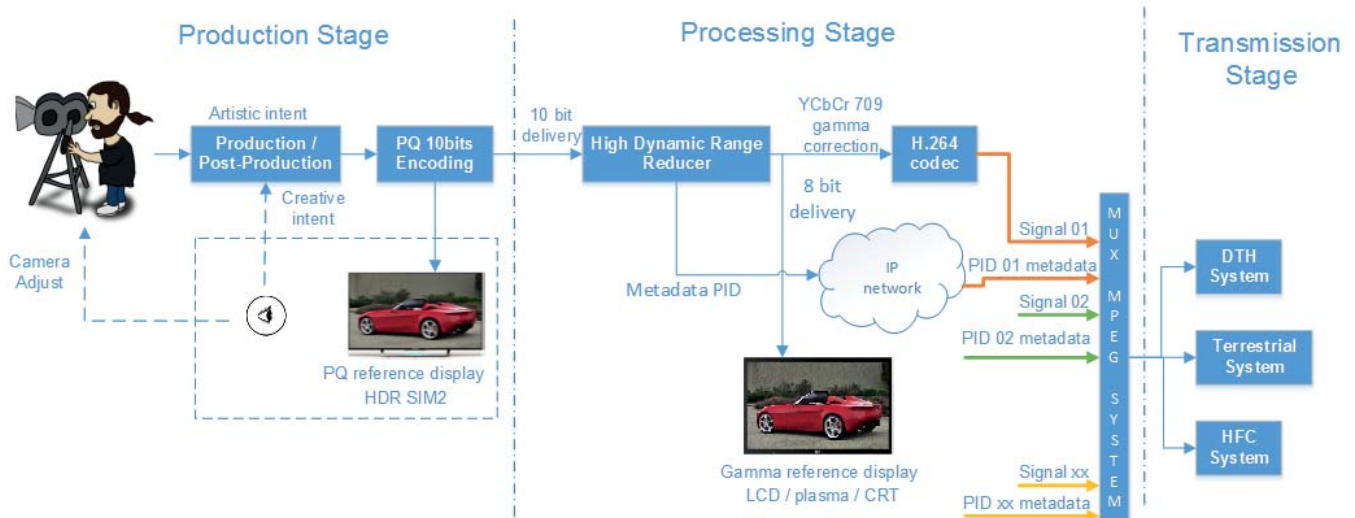 Production Stage
Processing Stage
Transmission
Stage
Artistic intent
Production /
Post-Production
PQ 10bits
Encoding
Creative
intent
Camera
Adjust
PQ reference display
HDR SIM2
10 bit
delivery
High Dynamic Range
Reducer
YCbCr 709
gamma
correction
H.264
codec
8 bit
delivery
Metadata PID
IP
network
Gamma reference display
LCD / plasma / CRT
Signal 01
PID 01 metadata
Signal 02
PID 02 metadata
Signal xx
PID xx metadata
MUX MPEG SYSTEM
DTH
System
Terrestrial
System
HFC
System